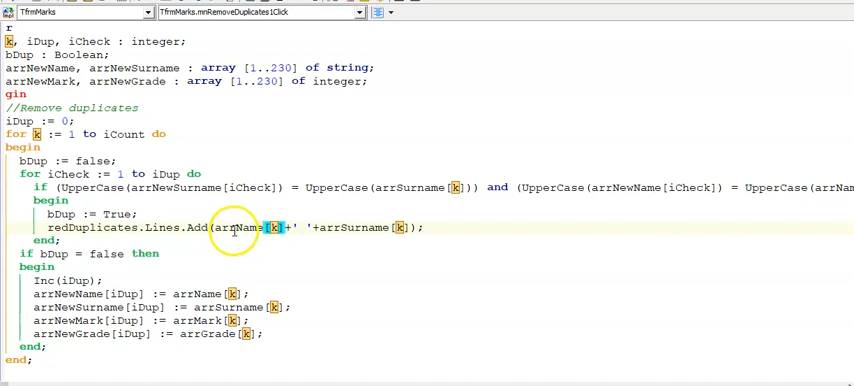 TfrmMarks TfrmMarks.mnRemoveDuplicates1Click
r
k, iDup, iCheck : integer;
bDup : Boolean;
arrNewName, arrNewSurname : array [1..230] of string;
arrNewMark, arrNewGrade : array [1..230] of integer;
gin
//Remove duplicates
iDup := 0;
for k := 1 to iCount do
begin
bDup := false;
for iCheck := 1 to iDup do
if (UpperCase(arrNewSurname[iCheck]) = UpperCase(arrSurname[k])) and (UpperCase(arrNewName[iCheck]) = UpperCase(arrNam
begin
bDup := True;
redDuplicates.Lines.Add(arrName[k]+' '+arrSurname[k]);
end;
if bDup = false then
begin
Inc(iDup);
arrNewName[iDup] := arrName[k];
arrNewSurname[iDup] := arrSurname[k];
arrNewMark[iDup] := arrMark[k];
arrNewGrade[iDup] := arrGrade[k];
end;
end;